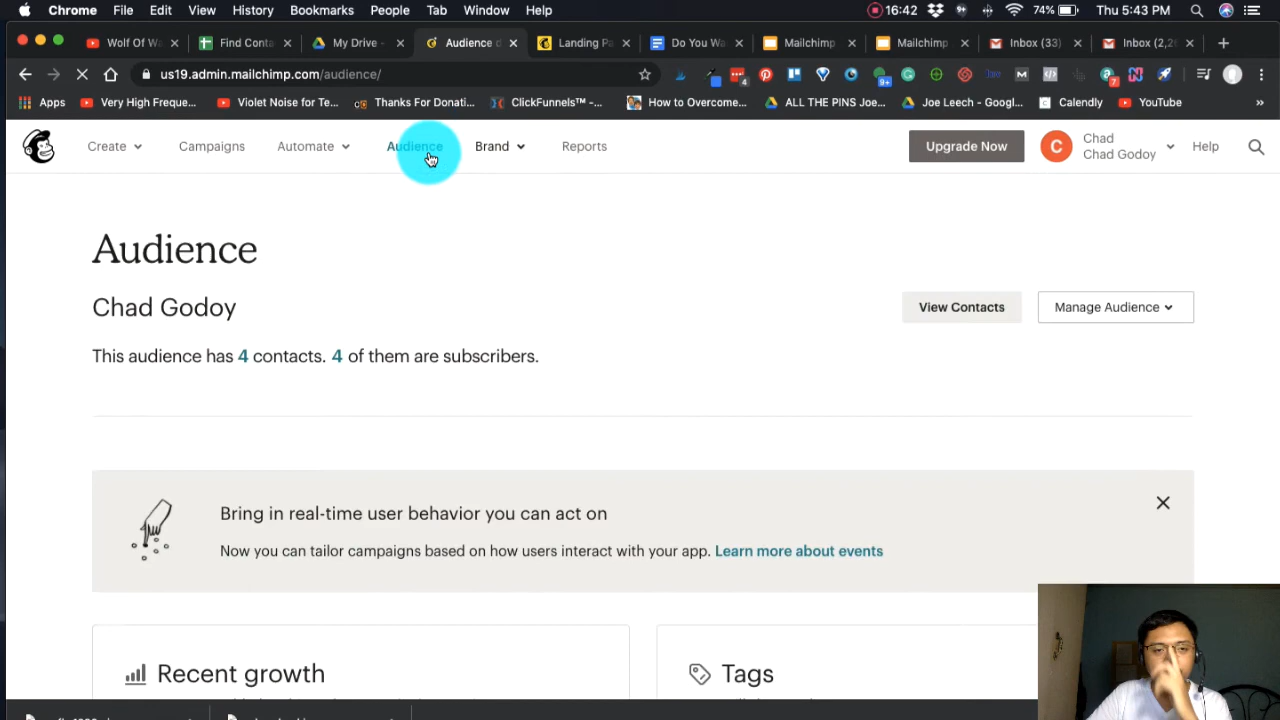 Chrome File Edit View History Bookmarks People Tab Window Help 16:42 74% Thu 5:43 PM
Wolf Of W Find Conta My Drive - Audience d Landing Pa Do You Wa Mailchimp Mailchimp Inbox (33) Inbox (2,2
us19.admin.mailchimp.com/audience/
Apps Very High Freque... Violet Noise for Te... Thanks For Donati... ClickFunnels™ -... How to Overcome... ALL THE PINS Joe... Joe Leech - Googl... Calendly YouTube »
Create Campaigns Automate Audience Brand Reports Upgrade Now C Chad Help
Chad Godoy
Audience
Chad Godoy
View Contacts Manage Audience
This audience has 4 contacts. 4 of them are subscribers.
Bring in real-time user behavior you can act on
Now you can tailor campaigns based on how users interact with your app. Learn more about events
Recent growth Tags